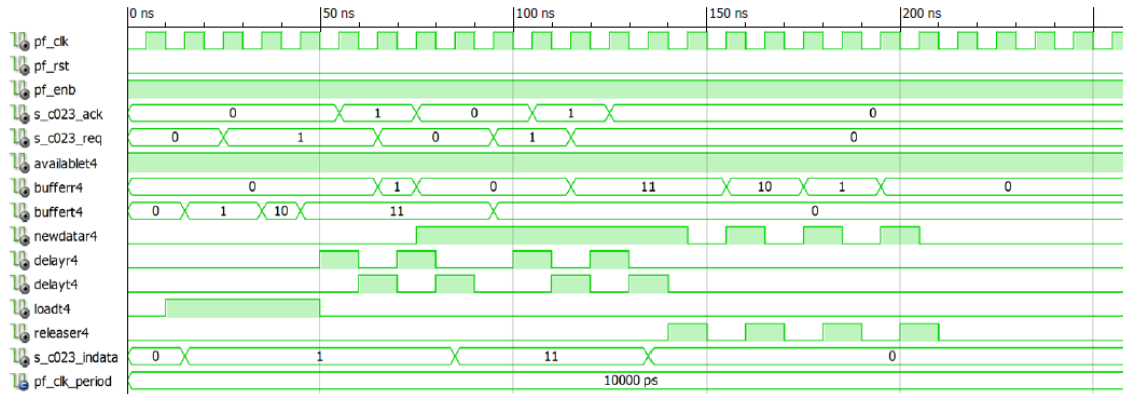 0 ns 50 ns 100 ns 150 ns 200 ns
pf_clk
pf_rst
pf_enb
s_c023_ack 0 1 0 1 0
s_c023_req 0 1 0 1 0
availablet4
bufferr4 0 1 0 11 10 1 0
buffert4 0 1 10 11 0
newdatar4
delayr4
delayt4
loadt4
releaser4
s_c023_indata 0 1 11 0
pf_clk_period 10000 ps